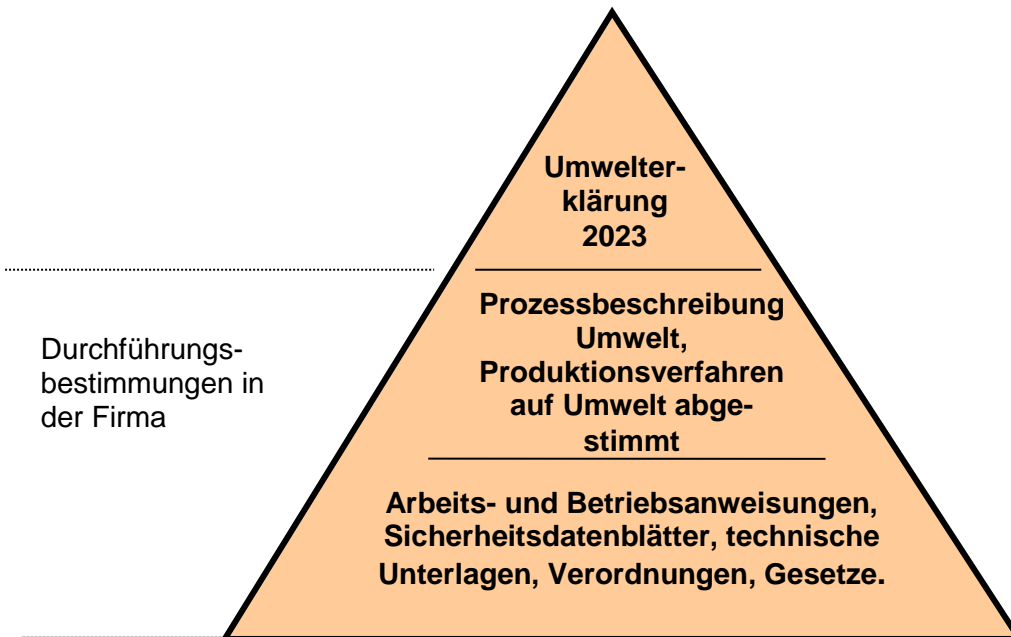 Umwelter-
klärung
2023
Prozessbeschreibung
Umwelt,
Produktionsverfahren
auf Umwelt abge-
stimmt
Durchführungs-
bestimmungen in
der Firma
Arbeits- und Betriebsanweisungen,
Sicherheitsdatenblätter, technische
Unterlagen, Verordnungen, Gesetze.